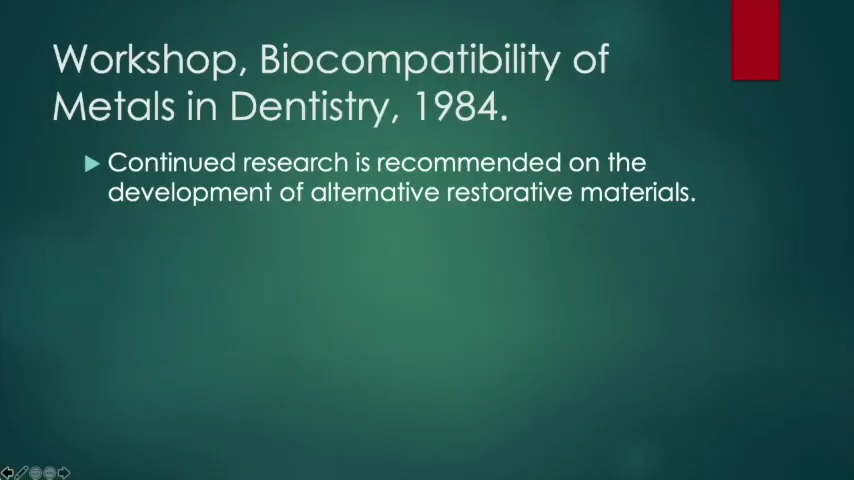 Workshop, Biocompatibility of
Metals in Dentistry, 1984.
Continued research is recommended on the
development of alternative restorative materials.